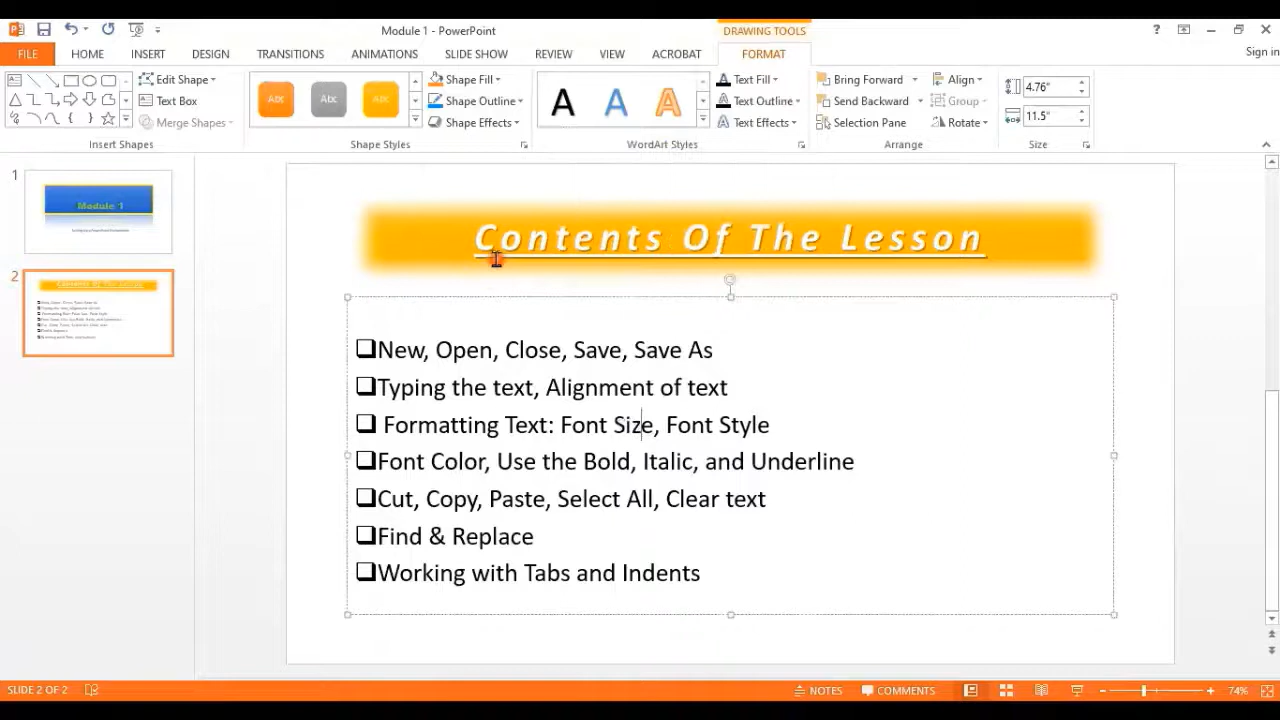 Module 1 - PowerPoint
DRAWING TOOLS
?
Sign in
FILE HOME INSERT DESIGN TRANSITIONS ANIMATIONS SLIDE SHOW REVIEW VIEW ACROBAT FORMAT
Edit Shape
Text Box
Merge Shapes
Insert Shapes
Abc Abc Abc
Shape Fill
Shape Outline
Shape Effects
Shape Styles
A A A
Text Fill
Text Outline
Text Effects
WordArt Styles
Bring Forward
Send Backward
Selection Pane
Align
Group
Rotate
Arrange
4.76"
11.5"
Size
1
Module 1
2
Contents Of The Lesson
Contents Of The Lesson
New, Open, Close, Save, Save As
Typing the text, Alignment of text
Formatting Text: Font Size, Font Style
Font Color, Use the Bold, Italic, and Underline
Cut, Copy, Paste, Select All, Clear text
Find & Replace
Working with Tabs and Indents
SLIDE 2 OF 2
NOTES
COMMENTS
74%